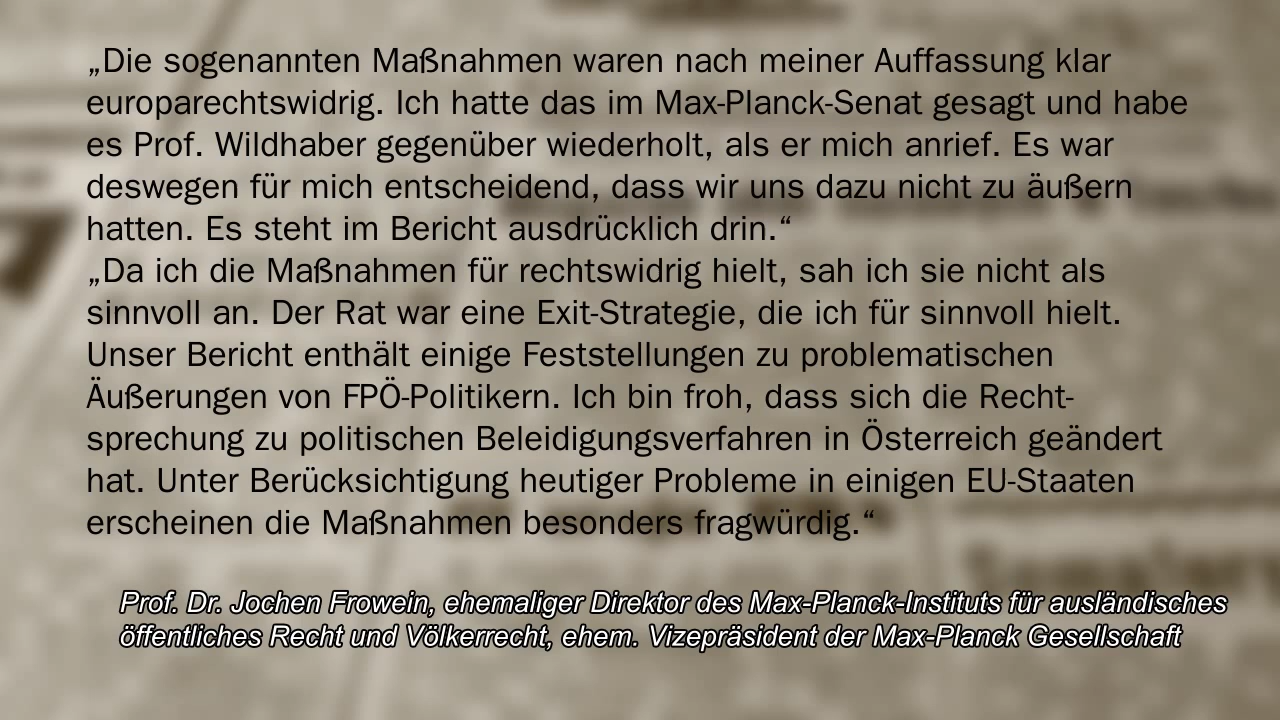 „Die sogenannten Maßnahmen waren nach meiner Auffassung klar
europarechtswidrig. Ich hatte das im Max-Planck-Senat gesagt und habe
es Prof. Wildhaber gegenüber wiederholt, als er mich anrief. Es war
deswegen für mich entscheidend, dass wir uns dazu nicht zu äußern
hatten. Es steht im Bericht ausdrücklich drin.“
„Da ich die Maßnahmen für rechtswidrig hielt, sah ich sie nicht als
sinnvoll an. Der Rat war eine Exit-Strategie, die ich für sinnvoll hielt.
Unser Bericht enthält einige Feststellungen zu problematischen
Äußerungen von FPÖ-Politikern. Ich bin froh, dass sich die Recht-
sprechung zu politischen Beleidigungsverfahren in Österreich geändert
hat. Unter Berücksichtigung heutiger Probleme in einigen EU-Staaten
erscheinen die Maßnahmen besonders fragwürdig.“
Prof. Dr. Jochen Frowein, ehemaliger Direktor des Max-Planck-Instituts für ausländisches
öffentliches Recht und Völkerrecht, ehem. Vizepräsident der Max-Planck Gesellschaft